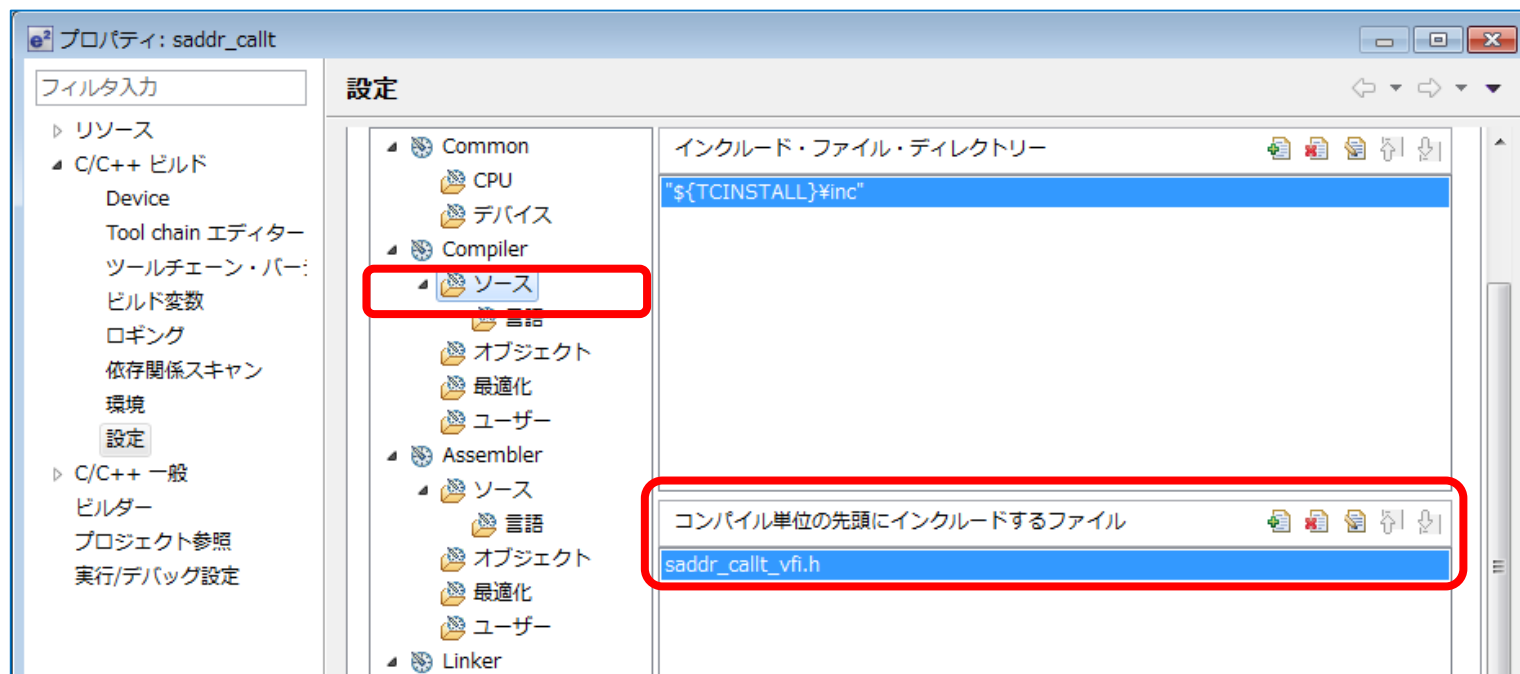 e² プロパティ: saddr_callt
フィルタ入力
リソース
C/C++ ビルド
Device
Tool chain エディター
ツールチェーン・バー
ビルド変数
ロギング
依存関係スキャン
環境
設定
C/C++ 一般
ビルダー
プロジェクト参照
実行/デバッグ設定
設定
Common
CPU
デバイス
Compiler
ソース
言語
オブジェクト
最適化
ユーザー
Assembler
ソース
言語
オブジェクト
最適化
ユーザー
Linker
インクルード・ファイル・ディレクトリー
"${TCINSTALL}¥inc"
コンパイル単位の先頭にインクルードするファイル
saddr_callt_vfi.h